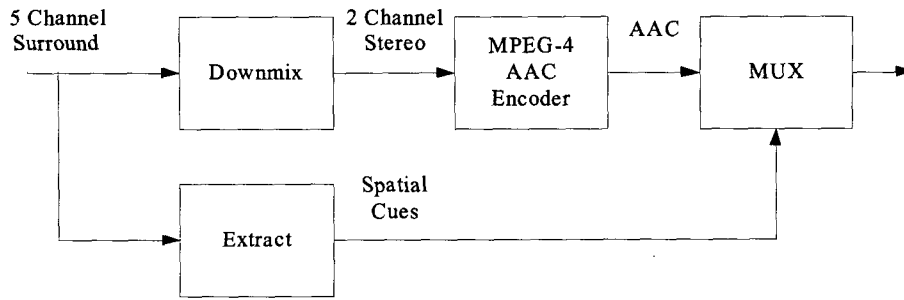 5 Channel
Surround
Downmix
2 Channel
Stereo
MPEG-4
AAC
Encoder
AAC
MUX
Extract
Spatial
Cues